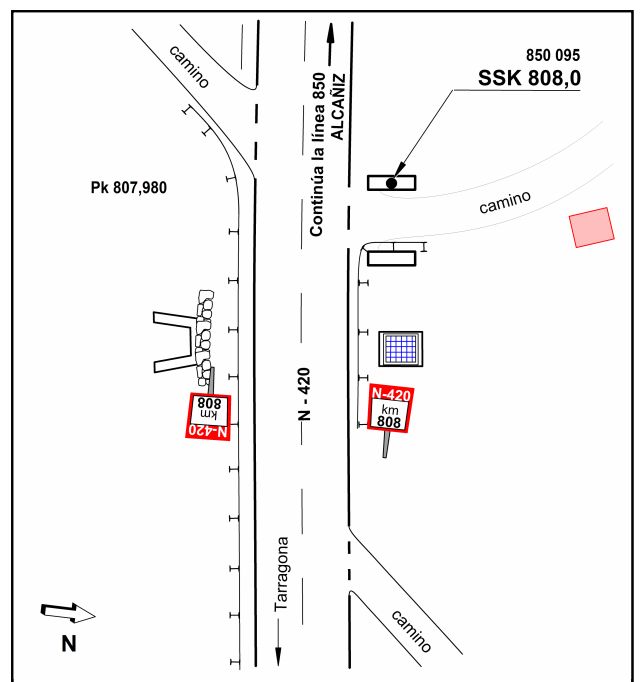 camino
850 095
SSK 808,0
Continúa la línea 850
ALCAÑIZ
Pk 807,980
camino
N - 420
N-420
km
808
N-420
km
808
Tarragona
camino
N